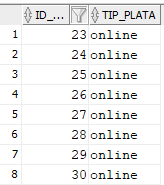 ID_... TIP_PLATA
1 23 online
2 24 online
3 25 online
4 26 online
5 27 online
6 28 online
7 29 online
8 30 online